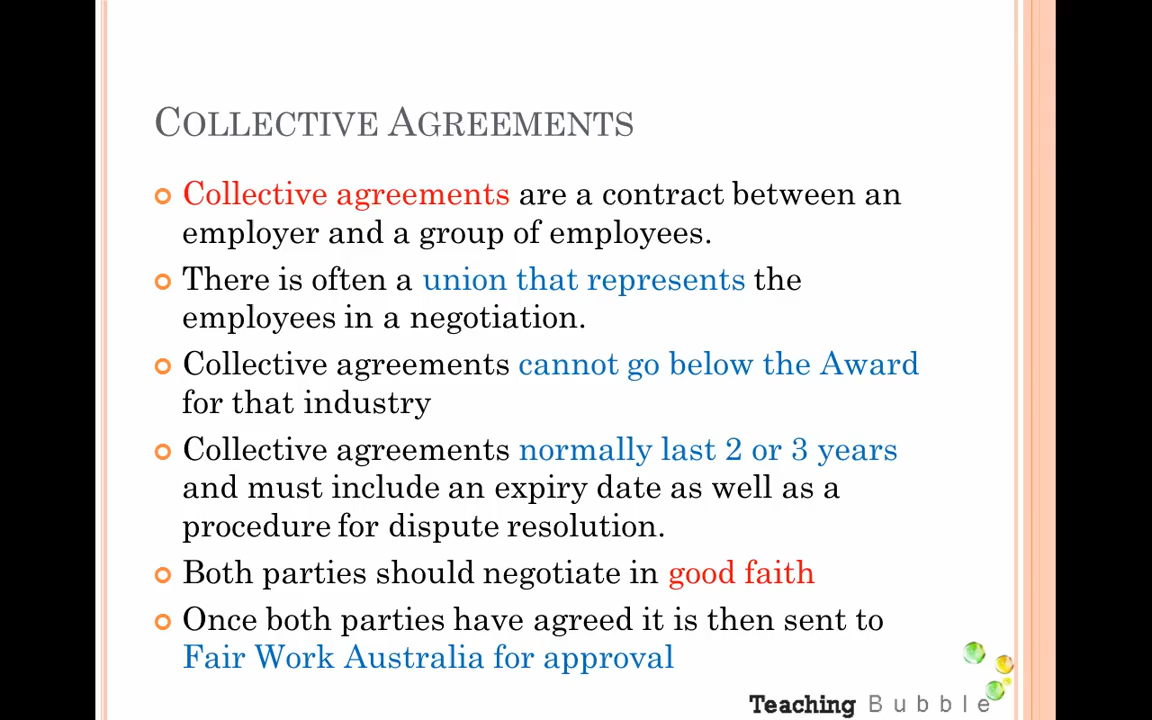 COLLECTIVE AGREEMENTS
Collective agreements are a contract between an
employer and a group of employees.
There is often a union that represents the
employees in a negotiation.
Collective agreements cannot go below the Award
for that industry
Collective agreements normally last 2 or 3 years
and must include an expiry date as well as a
procedure for dispute resolution.
Both parties should negotiate in good faith
Once both parties have agreed it is then sent to
Fair Work Australia for approval
Teaching Bubble